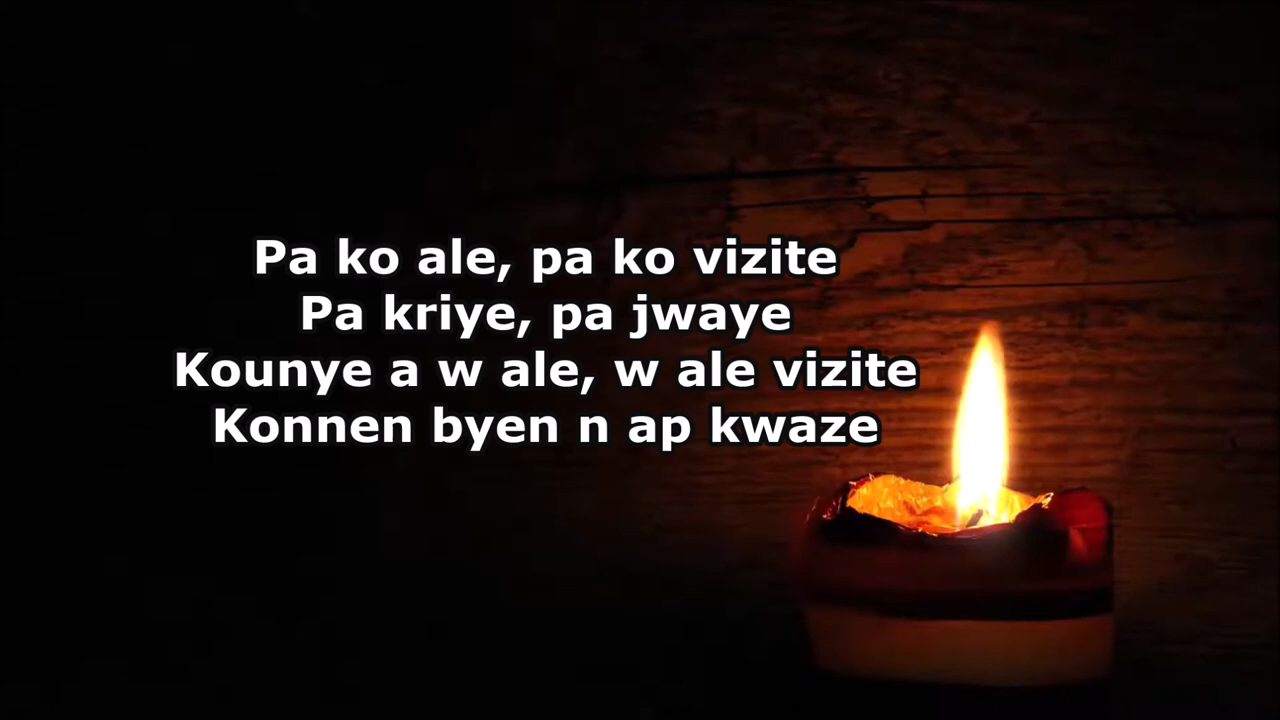 Pa ko ale, pa ko vizite
Pa kriye, pa jwaye
Kounye a w ale, w ale vizite
Konnen byen n ap kwaze